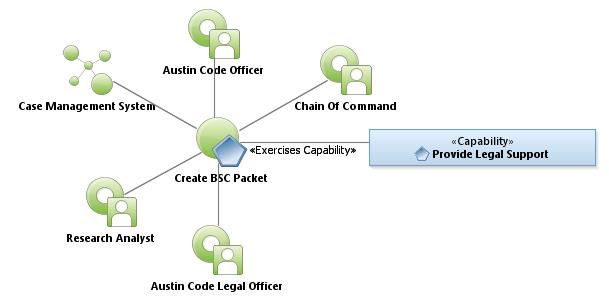 Austin Code Officer
Case Management System
Chain Of Command
«Exercises Capability»
«Capability»
Provide Legal Support
Create BSC Packet
Research Analyst
Austin Code Legal Officer